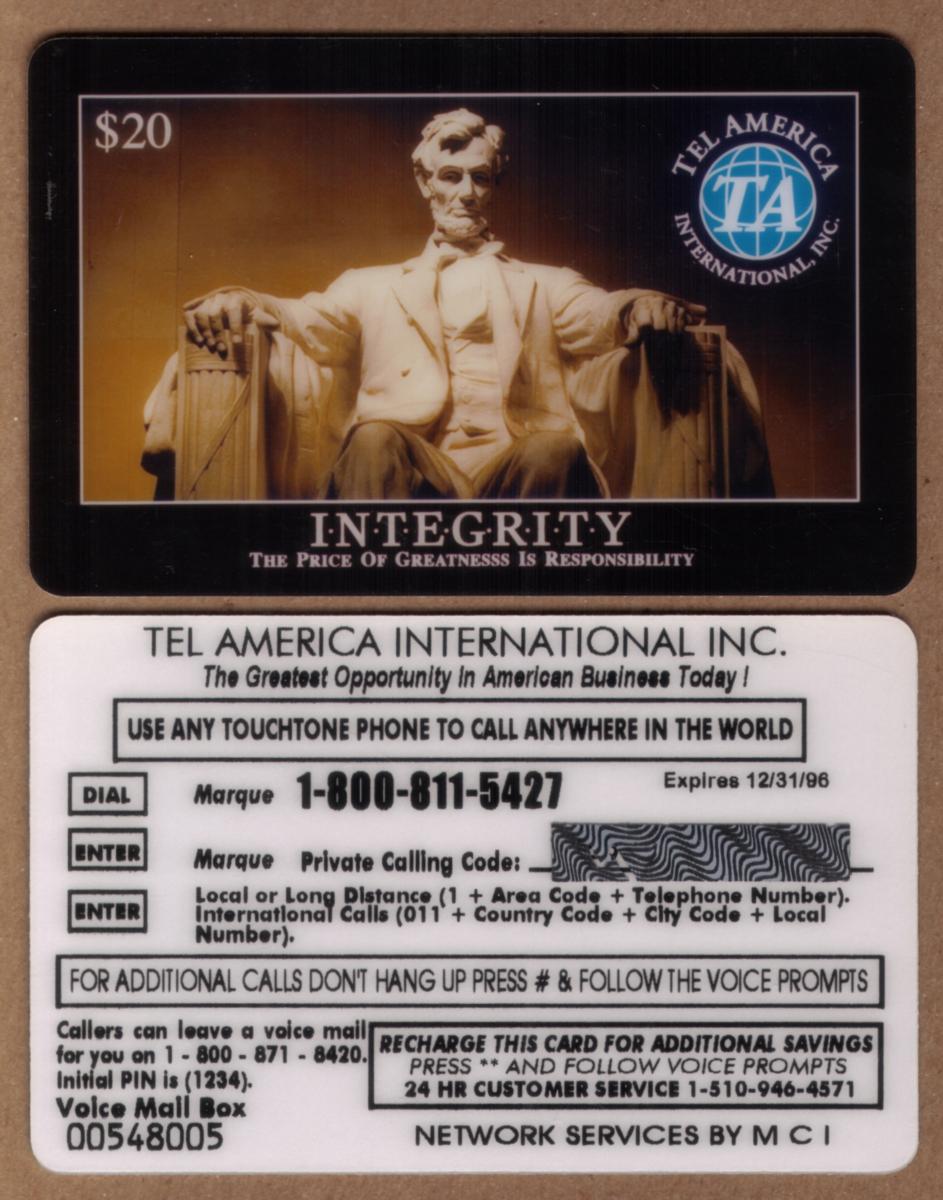 $20
TEL AMERICA
TA
INTERNATIONAL, INC.
I·N·T·E·G·R·I·T·Y
THE PRICE OF GREATNESSS IS RESPONSIBILITY
TEL AMERICA INTERNATIONAL INC.
The Greatest Opportunity In American Business Today !
USE ANY TOUCHTONE PHONE TO CALL ANYWHERE IN THE WORLD
DIAL Marque 1-800-811-5427 Expires 12/31/96
ENTER Marque Private Calling Code:
ENTER Local or Long Distance (1 + Area Code + Telephone Number).
International Calls (011 + Country Code + City Code + Local
Number).
FOR ADDITIONAL CALLS DON'T HANG UP PRESS # & FOLLOW THE VOICE PROMPTS
Callers can leave a voice mail
for you on 1 - 800 - 871 - 8420.
Initial PIN is (1234).
Voice Mail Box
00548005
RECHARGE THIS CARD FOR ADDITIONAL SAVINGS
PRESS ** AND FOLLOW VOICE PROMPTS
24 HR CUSTOMER SERVICE 1-510-946-4571
NETWORK SERVICES BY M C I